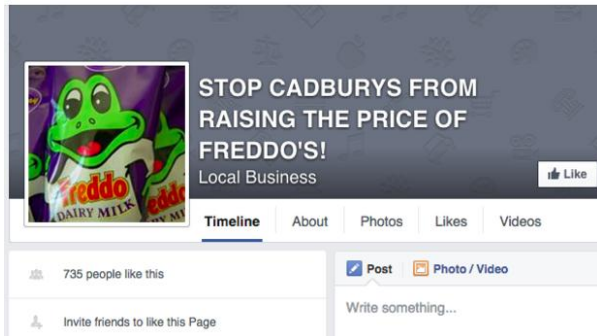 STOP CADBURYS FROM
RAISING THE PRICE OF
FREDDO'S!
Local Business
Like
freddo
DAIRY MILK
Timeline About Photos Likes Videos
735 people like this
Post Photo / Video
Write something...
Invite friends to like this Page